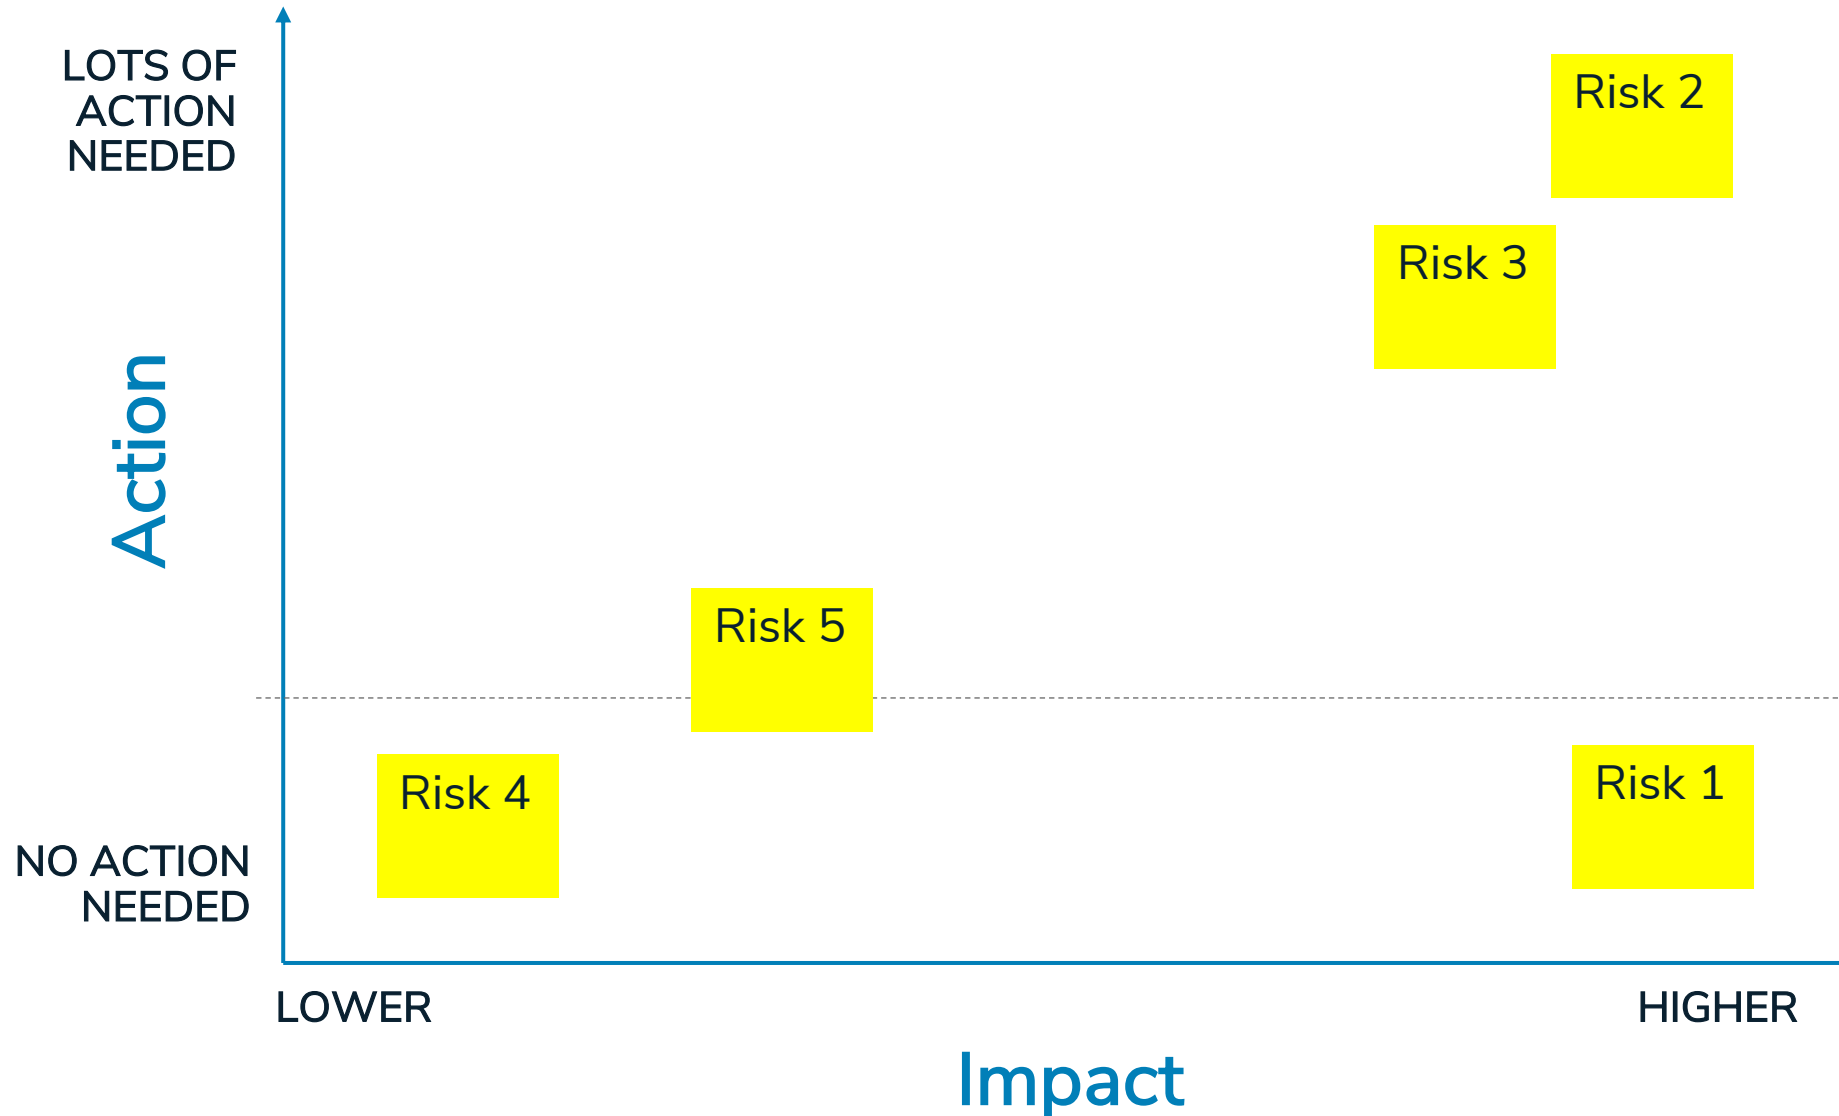 LOTS OF
ACTION
NEEDED
Risk 2
Risk 3
Action
Risk 5
Risk 4
Risk 1
NO ACTION
NEEDED
LOWER
HIGHER
Impact